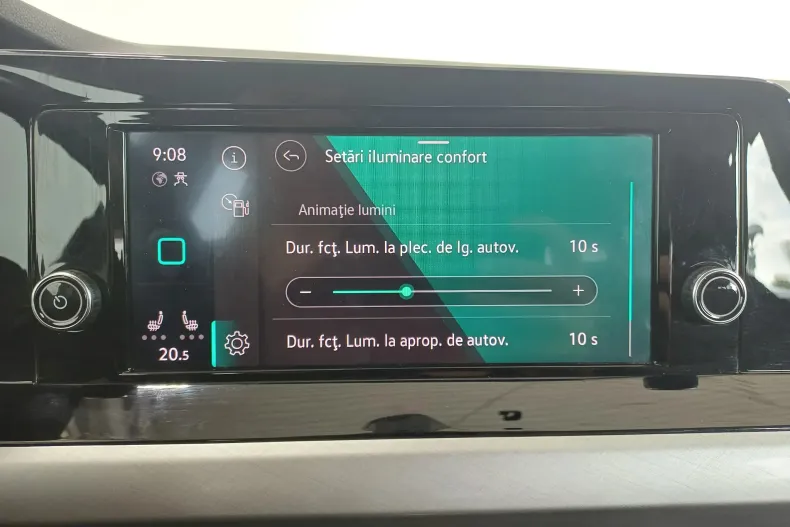 9:08
i
Setări iluminare confort
Animație lumini
Dur. fcţ. Lum. la plec. de lg. autov. 10 s
− +
Dur. fcţ. Lum. la aprop. de autov. 10 s
20.5